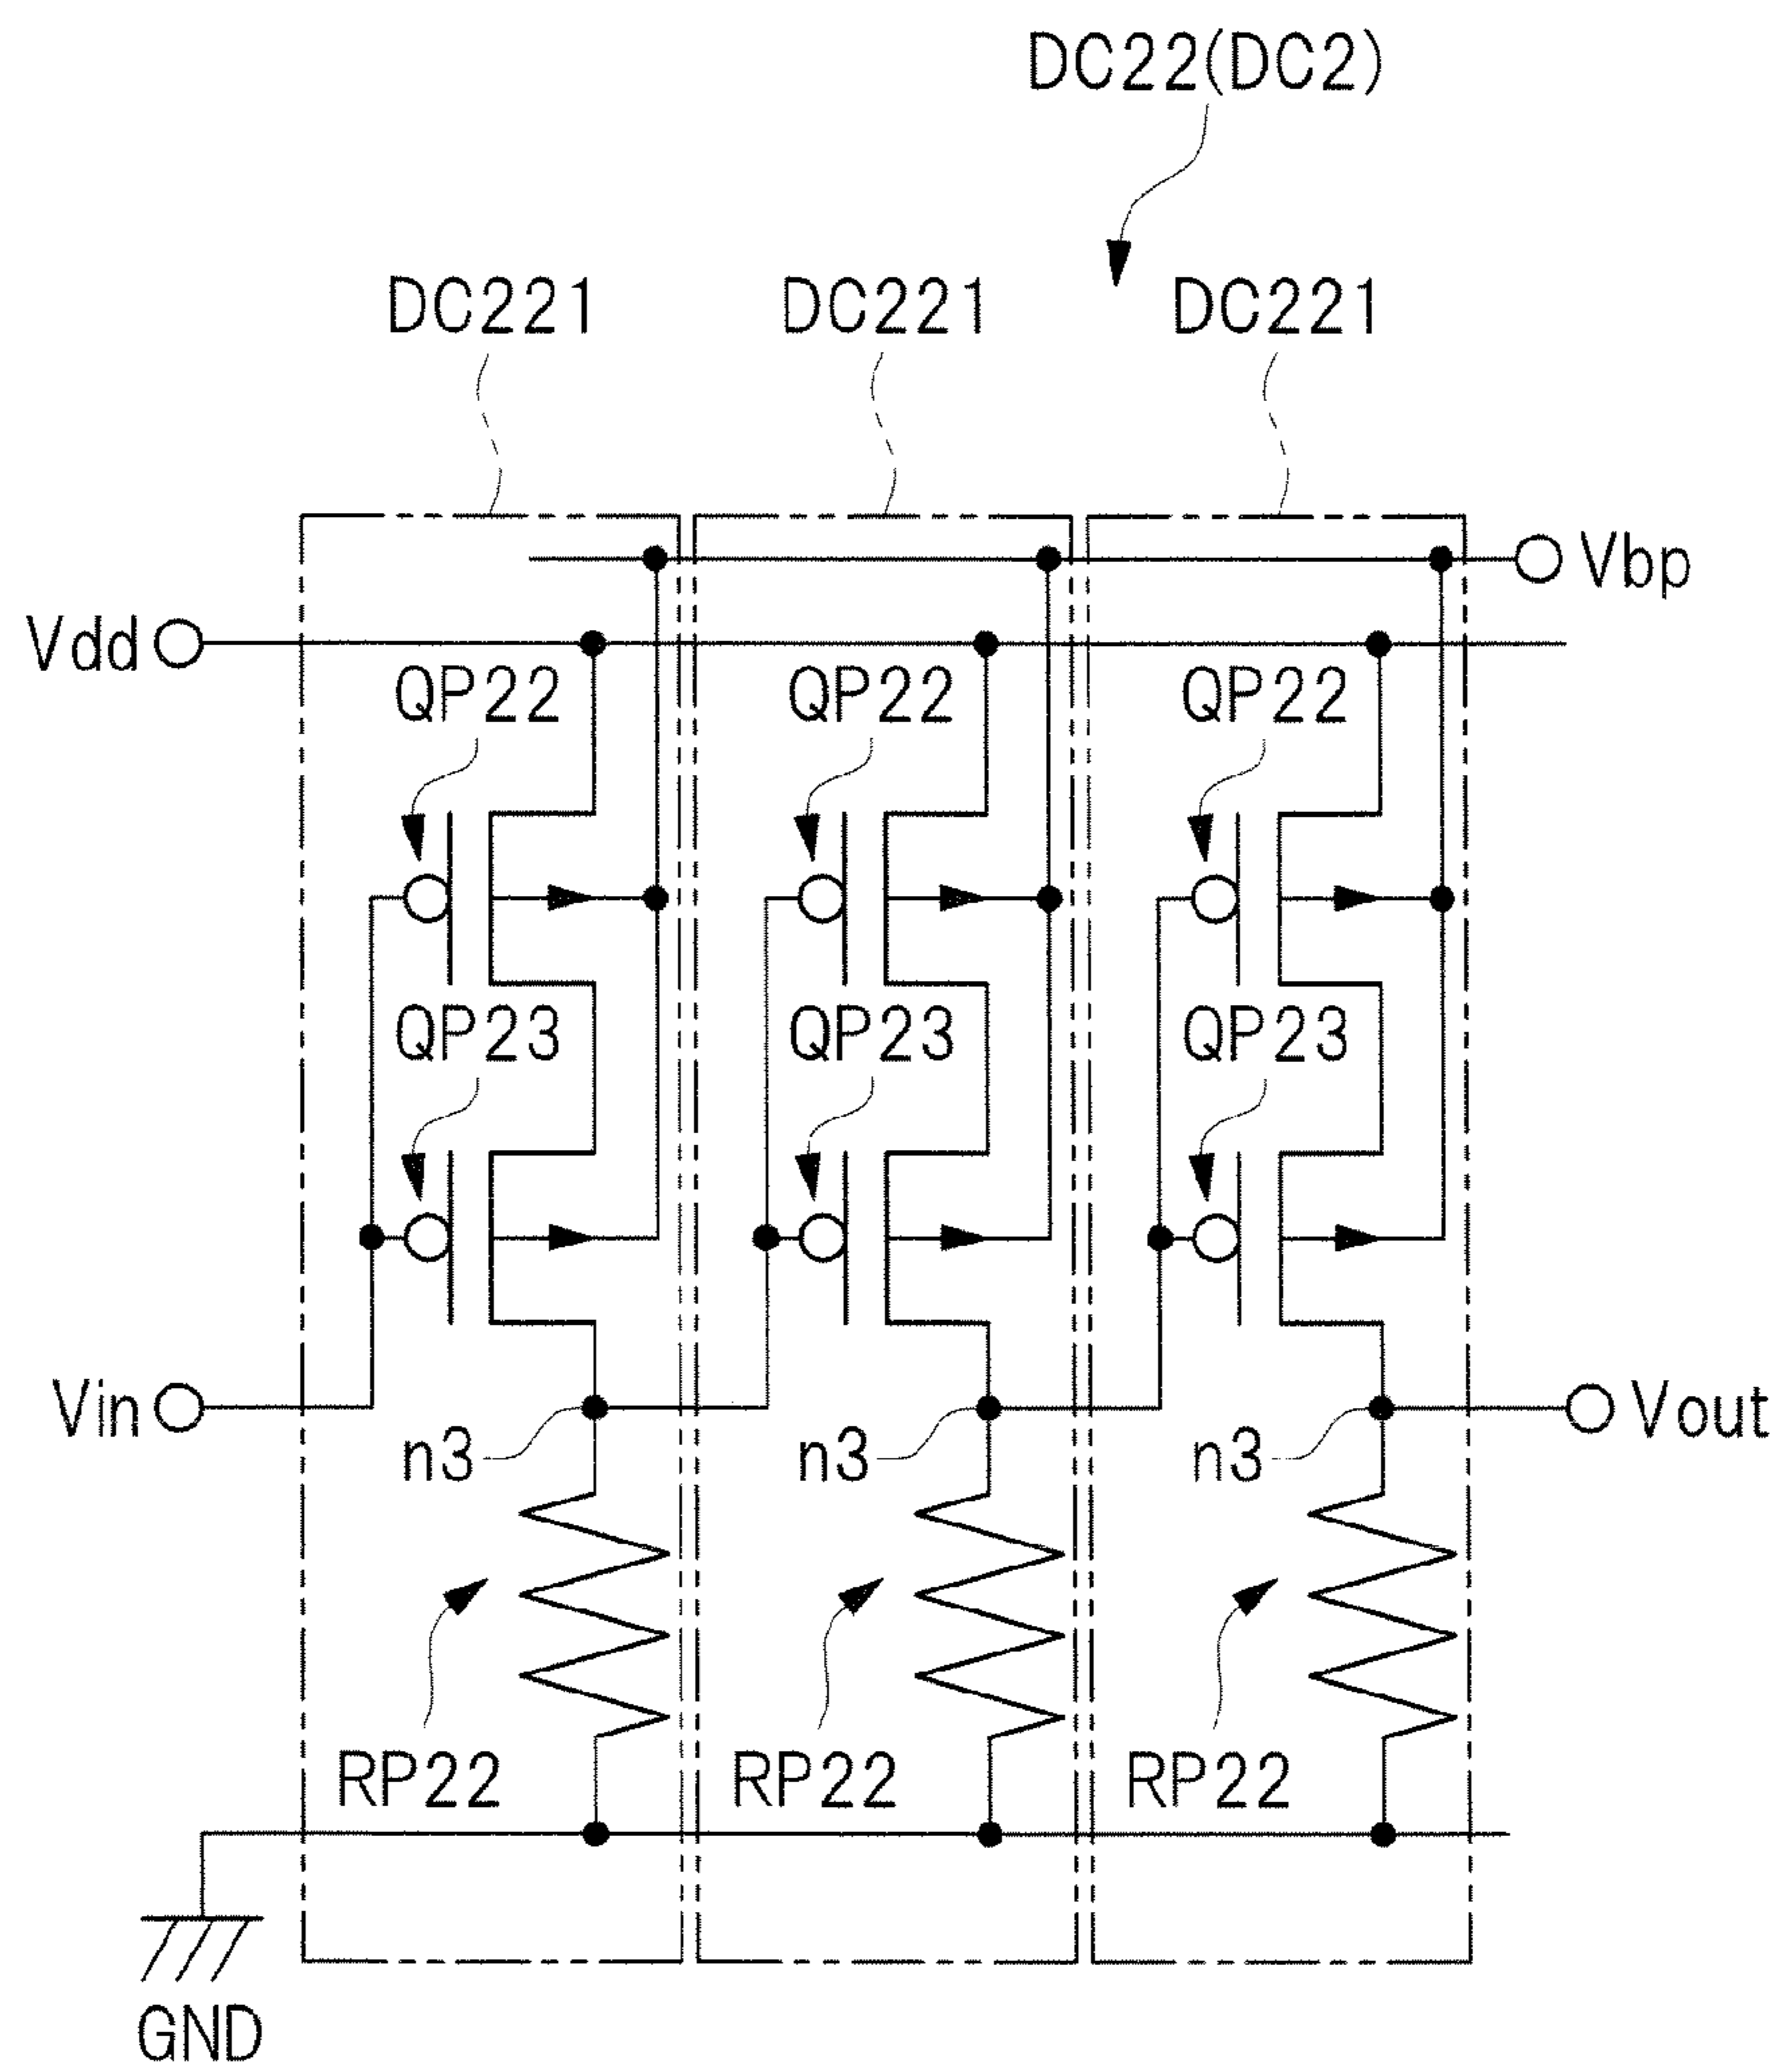 DC22(DC2)
DC221 DC221 DC221
Vbp
Vdd
QP22 QP22 QP22
QP23 QP23 QP23
Vin Vout
n3 n3 n3
RP22 RP22 RP22
GND